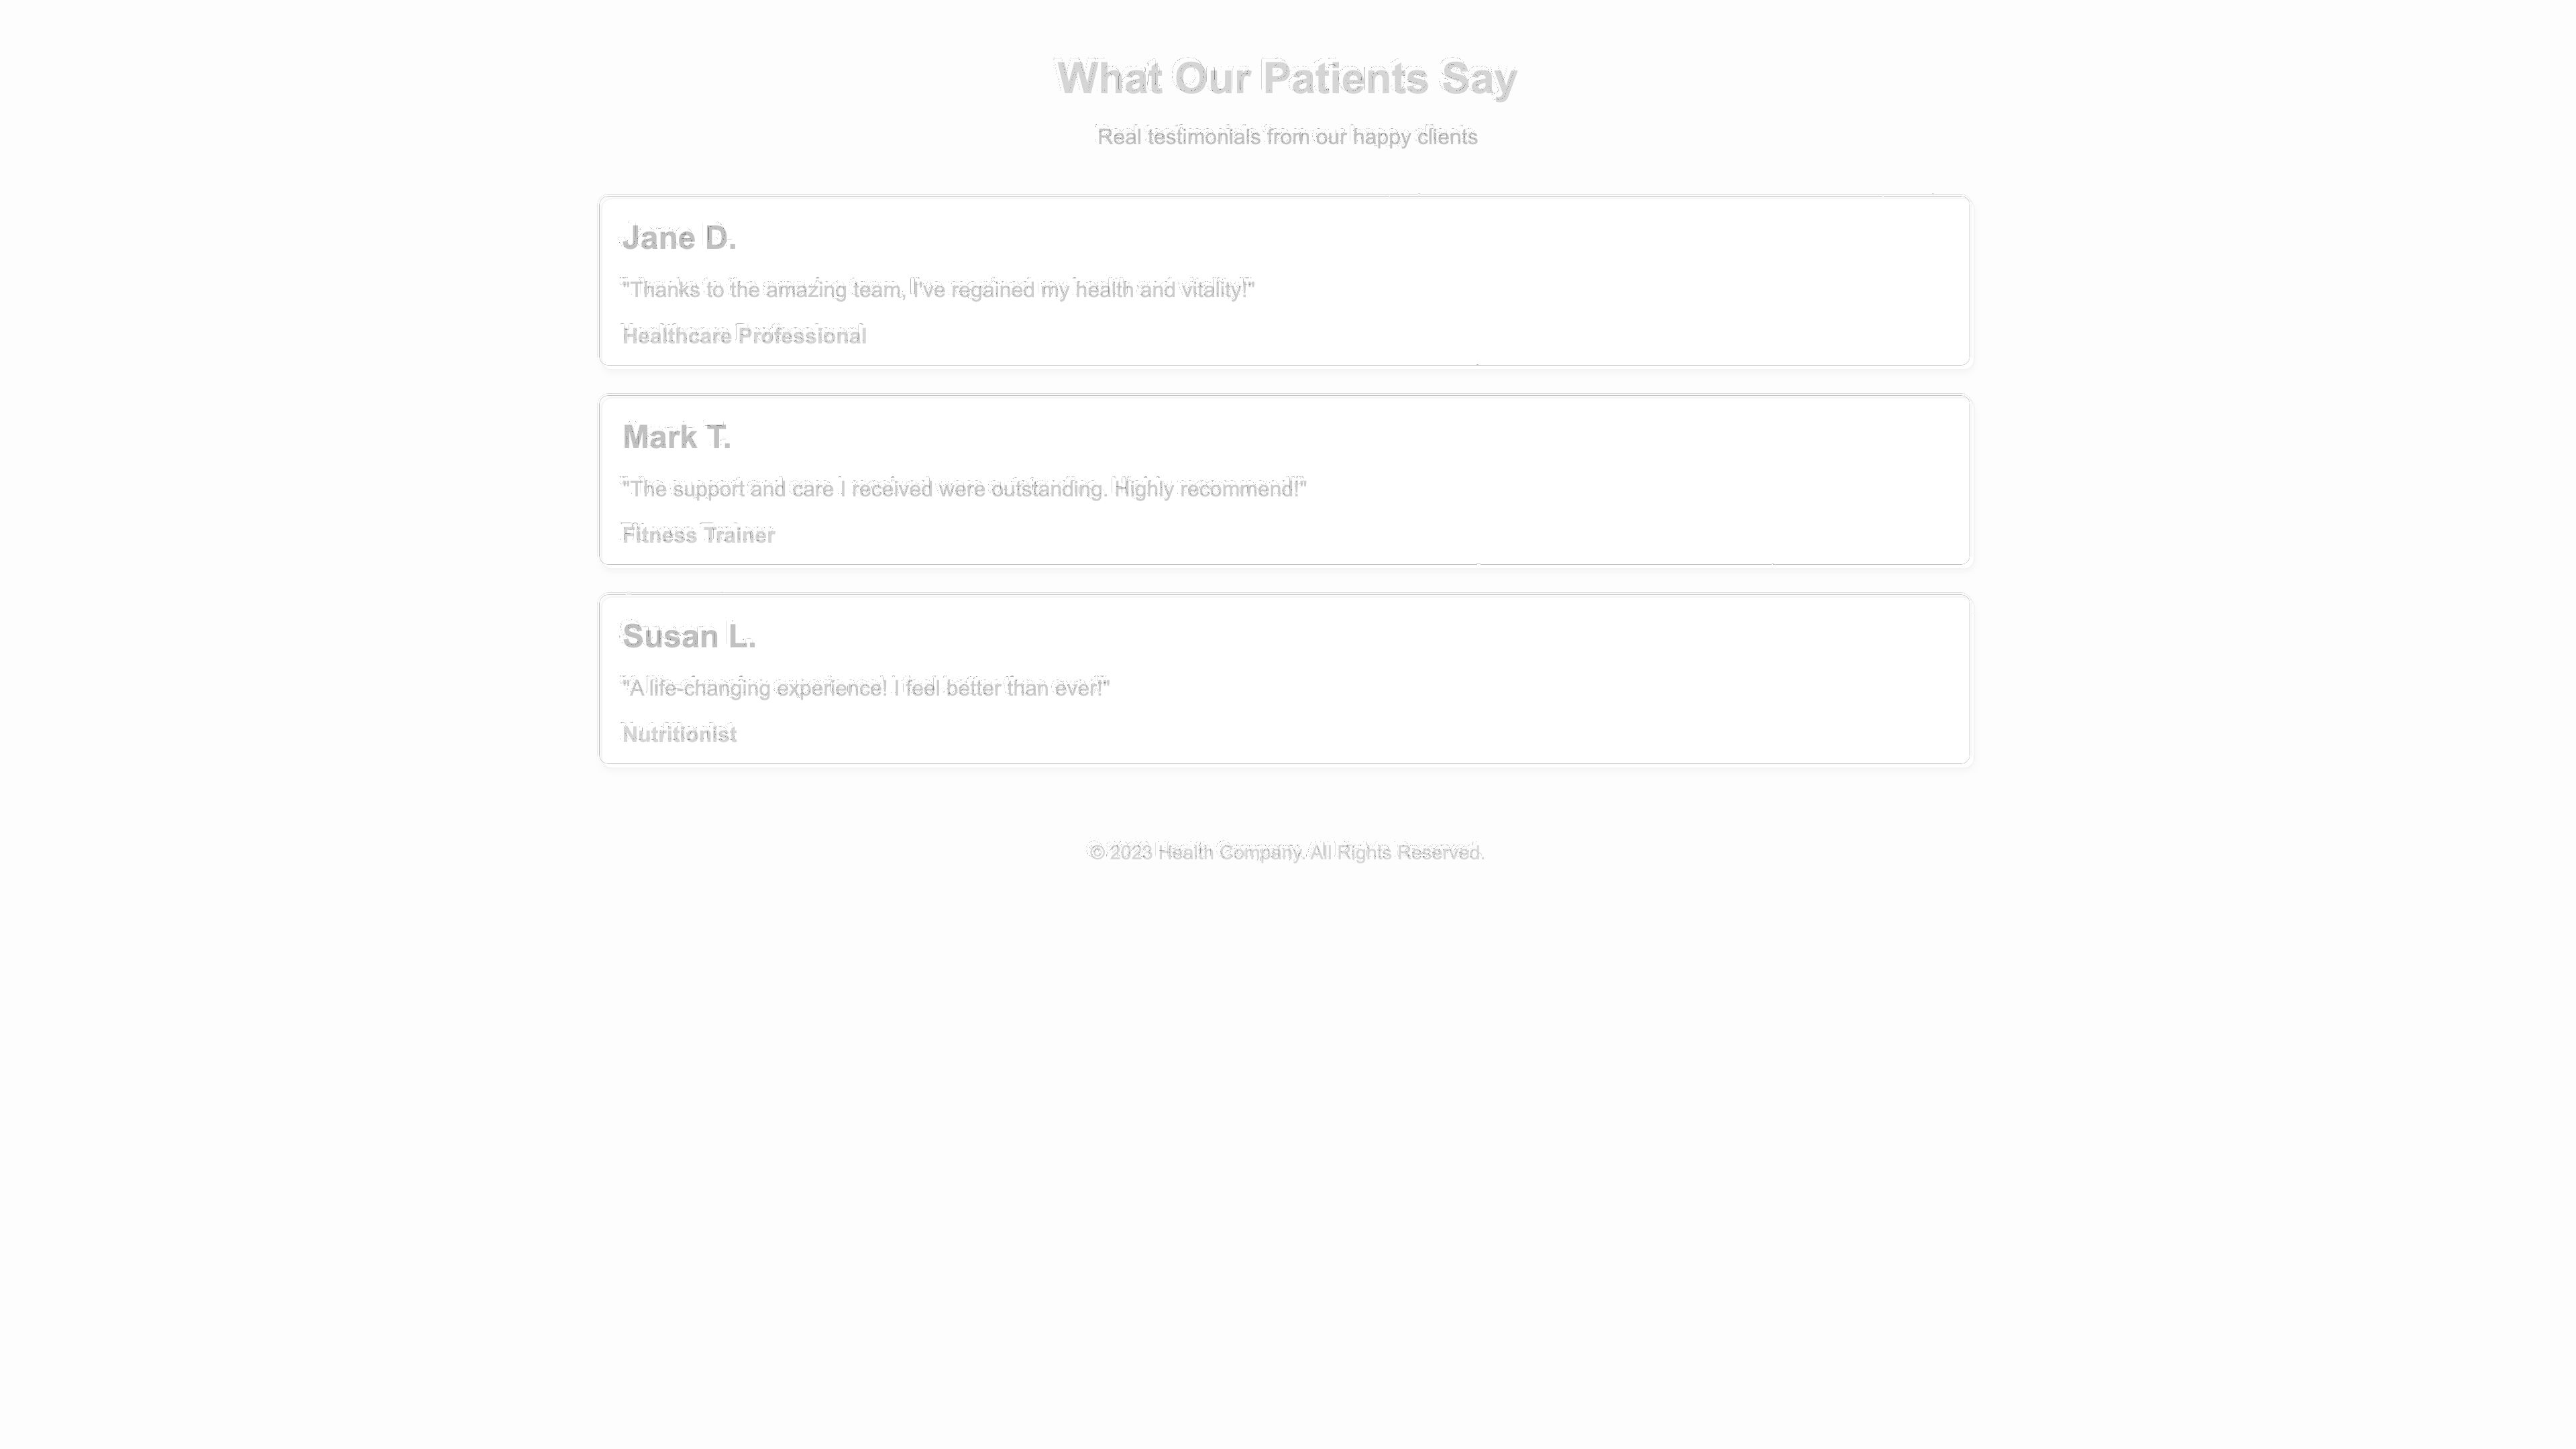 What Our Patients Say
Real testimonials from our happy clients
Jane D.
"Thanks to the amazing team, I've regained my health and vitality!"
Healthcare Professional
Mark T.
"The support and care I received were outstanding. Highly recommend!"
Fitness Trainer
Susan L.
"A life-changing experience! I feel better than ever!"
Nutritionist
© 2023 Health Company. All Rights Reserved.